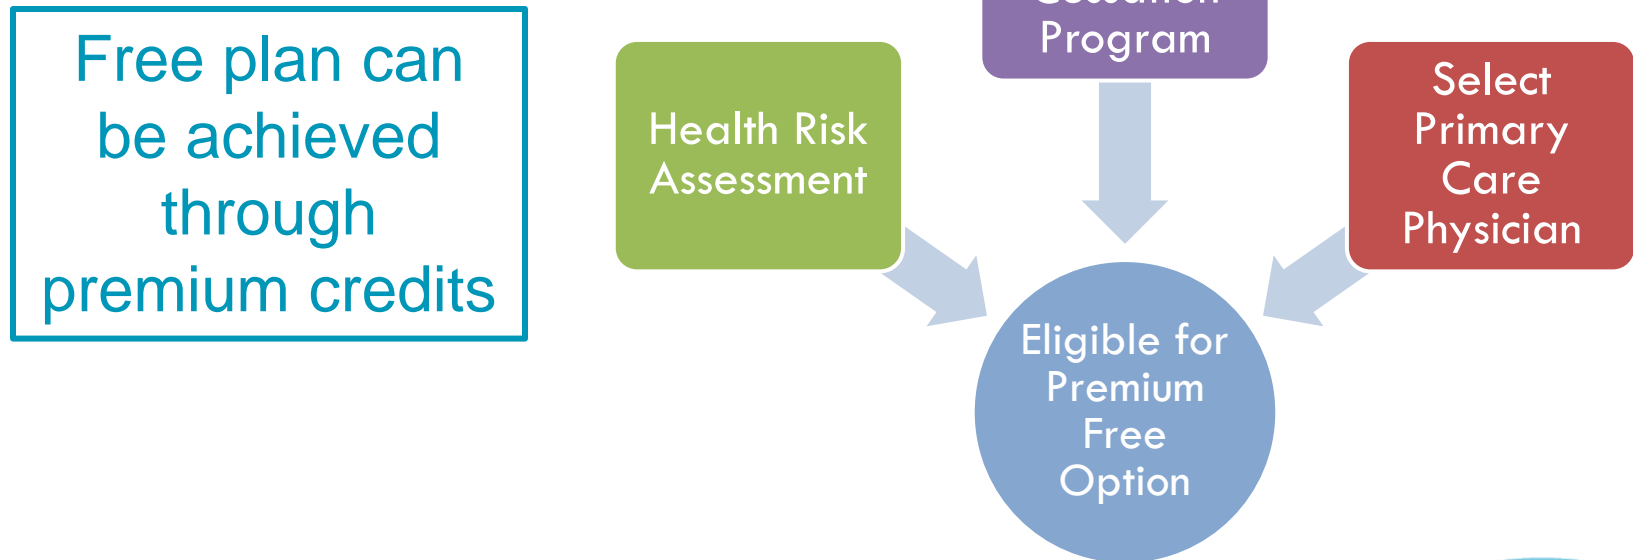 Free plan can
be achieved
through
premium credits
Program
Health Risk
Assessment
Select
Primary
Care
Physician
Eligible for
Premium
Free
Option